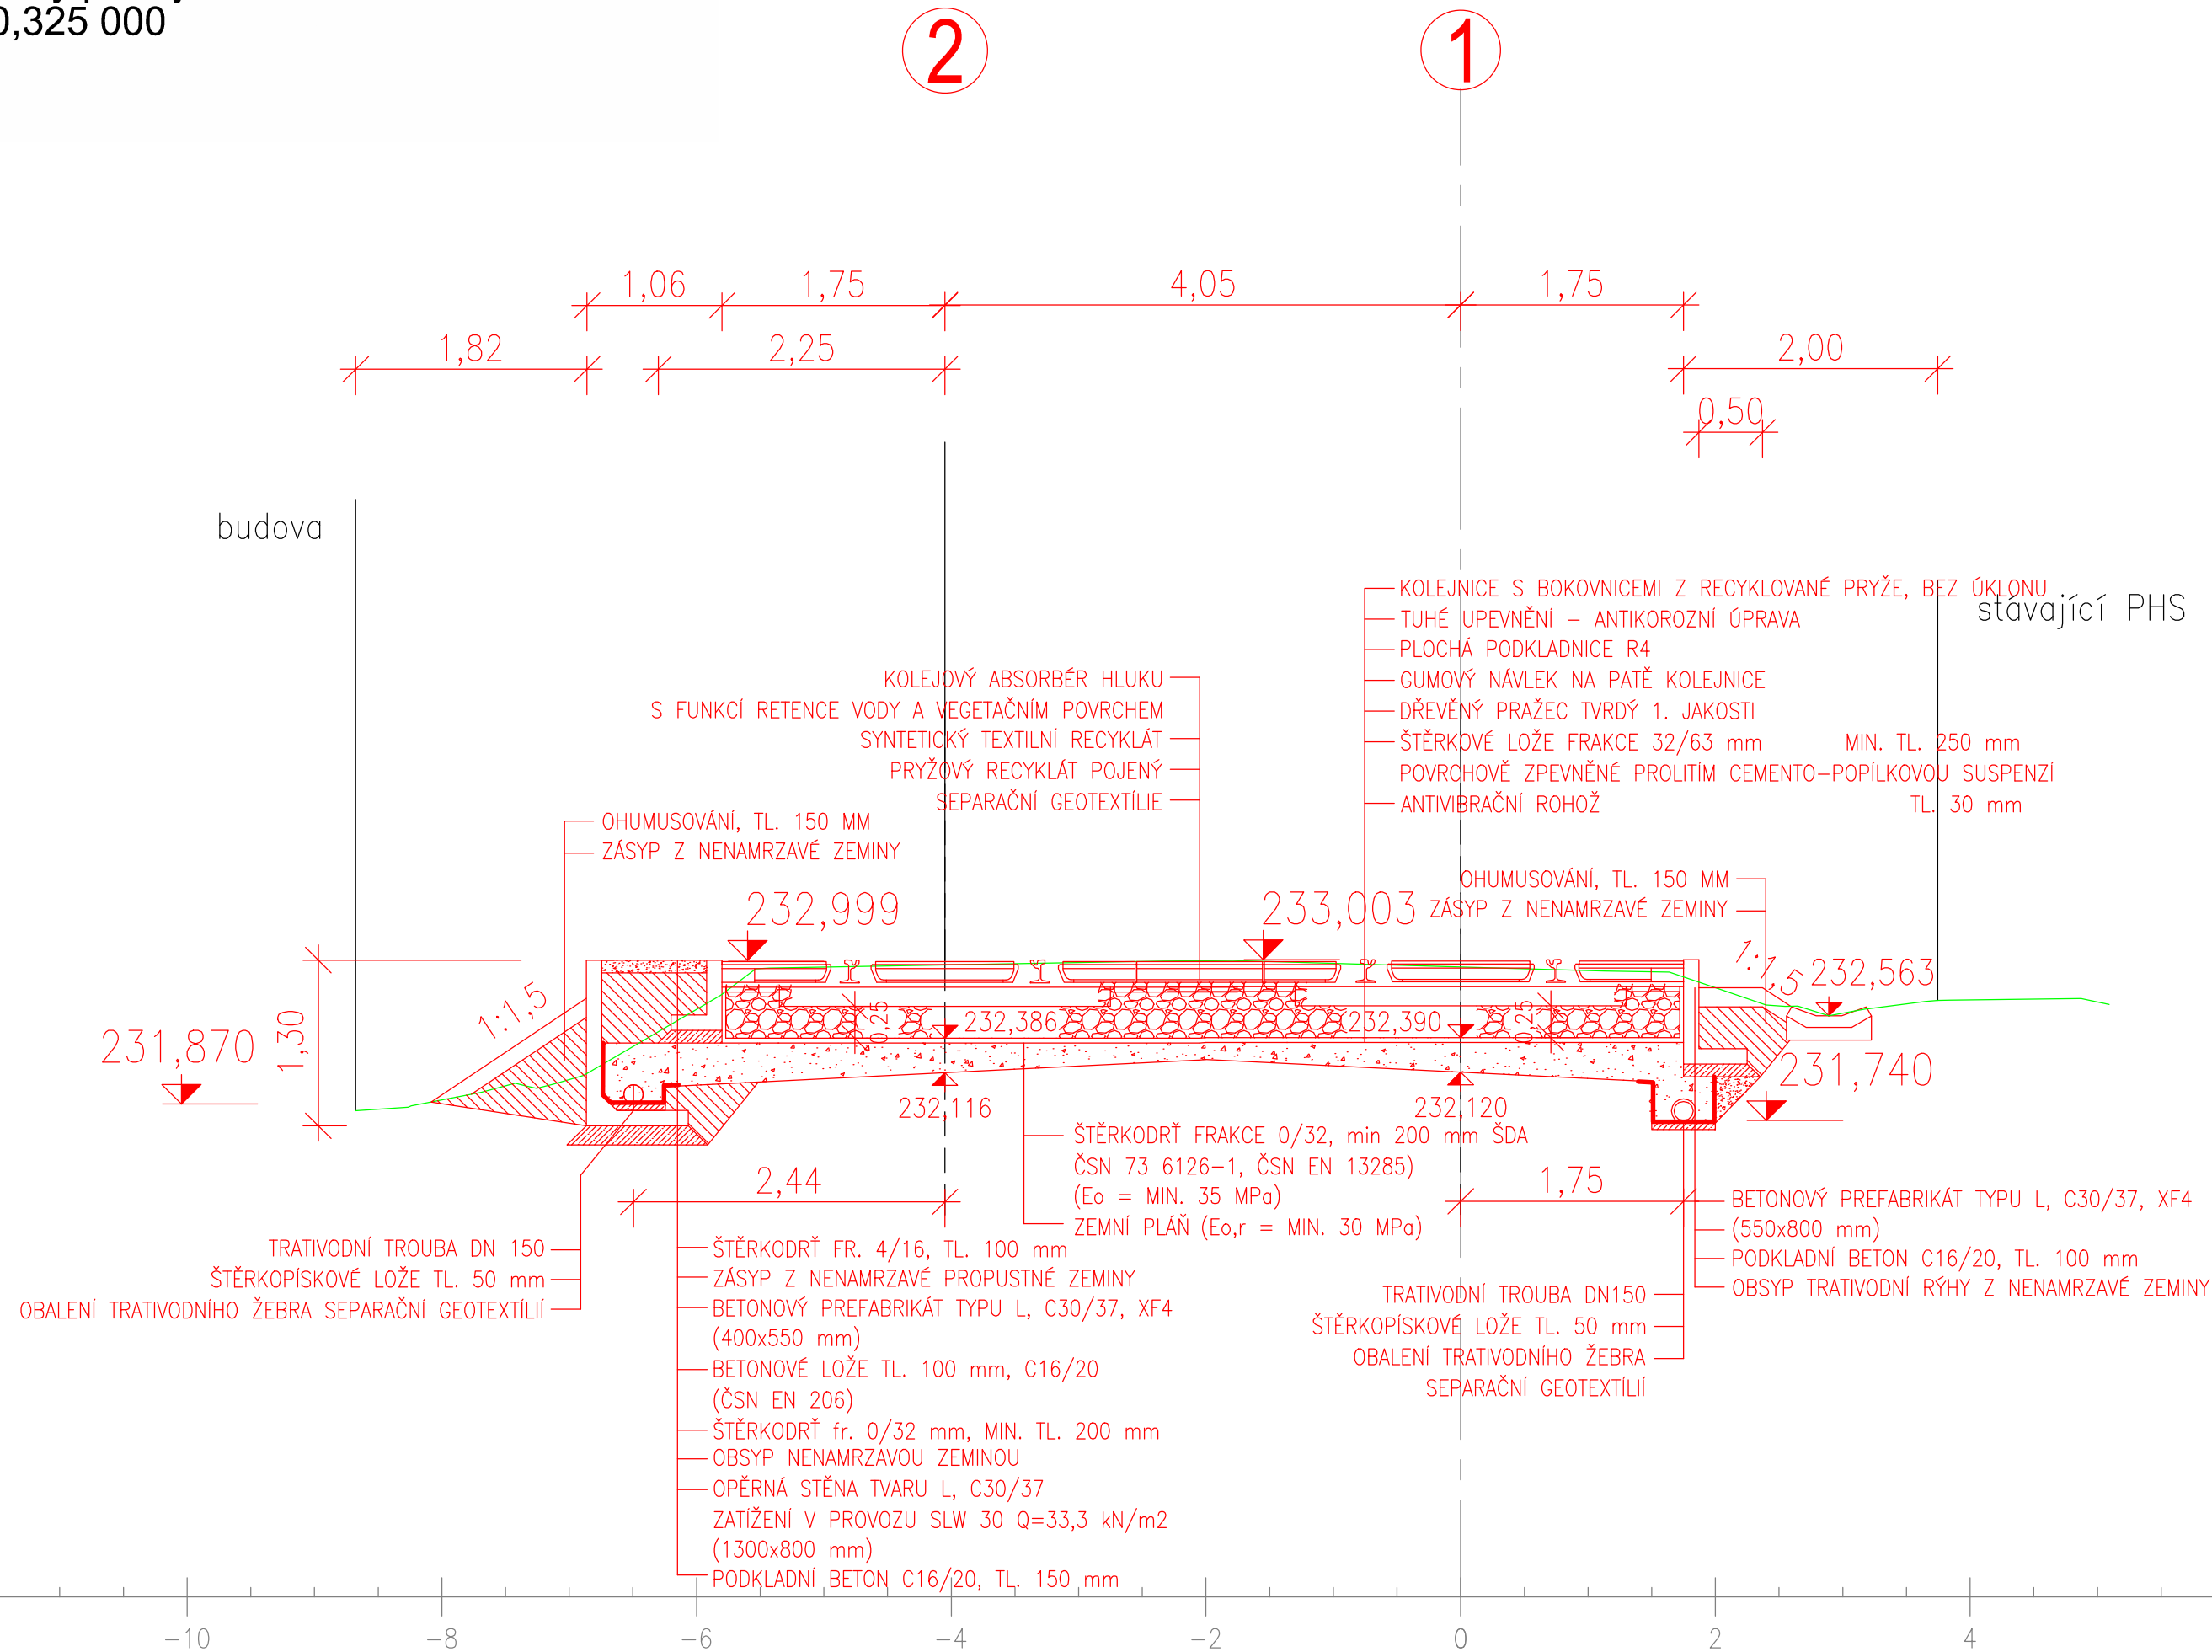 0,325 000
2
1
1,06
1,75
4,05
1,75
1,82
2,25
2,00
0,50
budova
stávající PHS
KOLEJNICE S BOKOVNICEMI Z RECYKLOVANÉ PRYŽE, BEZ ÚKLONU
TUHÉ UPEVNĚNÍ – ANTIKOROZNÍ ÚPRAVA
PLOCHÁ PODKLADNICE R4
GUMOVÝ NÁVLEK NA PATĚ KOLEJNICE
DŘEVĚNÝ PRAŽEC TVRDÝ 1. JAKOSTI
ŠTĚRKOVÉ LOŽE FRAKCE 32/63 mm MIN. TL. 250 mm
POVRCHOVĚ ZPEVNĚNÉ PROLITÍM CEMENTO–POPÍLKOVOU SUSPENZÍ
ANTIVIBRAČNÍ ROHOŽ TL. 30 mm
KOLEJOVÝ ABSORBÉR HLUKU
S FUNKCÍ RETENCE VODY A VEGETAČNÍM POVRCHEM
SYNTETICKÝ TEXTILNÍ RECYKLÁT
PRYŽOVÝ RECYKLÁT POJENÝ
SEPARAČNÍ GEOTEXTÍLIE
OHUMUSOVÁNÍ, TL. 150 MM
ZÁSYP Z NENAMRZAVÉ ZEMINY
OHUMUSOVÁNÍ, TL. 150 MM
ZÁSYP Z NENAMRZAVÉ ZEMINY
232,999
233,003
1:1,5
1:1,5
232,563
231,870
1,30
0,25
232,386
232,390
0,25
231,740
232,116
232,120
ŠTĚRKODRŤ FRAKCE 0/32, min 200 mm ŠDA
ČSN 73 6126–1, ČSN EN 13285)
(Eo = MIN. 35 MPa)
ZEMNÍ PLÁŇ (Eo,r = MIN. 30 MPa)
2,44
1,75
BETONOVÝ PREFABRIKÁT TYPU L, C30/37, XF4
(550x800 mm)
PODKLADNÍ BETON C16/20, TL. 100 mm
OBSYP TRATIVODNÍ RÝHY Z NENAMRZAVÉ ZEMINY
TRATIVODNÍ TROUBA DN 150
ŠTĚRKOPÍSKOVÉ LOŽE TL. 50 mm
OBALENÍ TRATIVODNÍHO ŽEBRA SEPARAČNÍ GEOTEXTÍLIÍ
ŠTĚRKODRŤ FR. 4/16, TL. 100 mm
ZÁSYP Z NENAMRZAVÉ PROPUSTNÉ ZEMINY
BETONOVÝ PREFABRIKÁT TYPU L, C30/37, XF4
(400x550 mm)
BETONOVÉ LOŽE TL. 100 mm, C16/20
(ČSN EN 206)
ŠTĚRKODRŤ fr. 0/32 mm, MIN. TL. 200 mm
OBSYP NENAMRZAVOU ZEMINOU
OPĚRNÁ STĚNA TVARU L, C30/37
ZATÍŽENÍ V PROVOZU SLW 30 Q=33,3 kN/m2
(1300x800 mm)
PODKLADNÍ BETON C16/20, TL. 150 mm
TRATIVODNÍ TROUBA DN150
ŠTĚRKOPÍSKOVÉ LOŽE TL. 50 mm
OBALENÍ TRATIVODNÍHO ŽEBRA
SEPARAČNÍ GEOTEXTÍLIÍ
–10 –8 –6 –4 –2 0 2 4